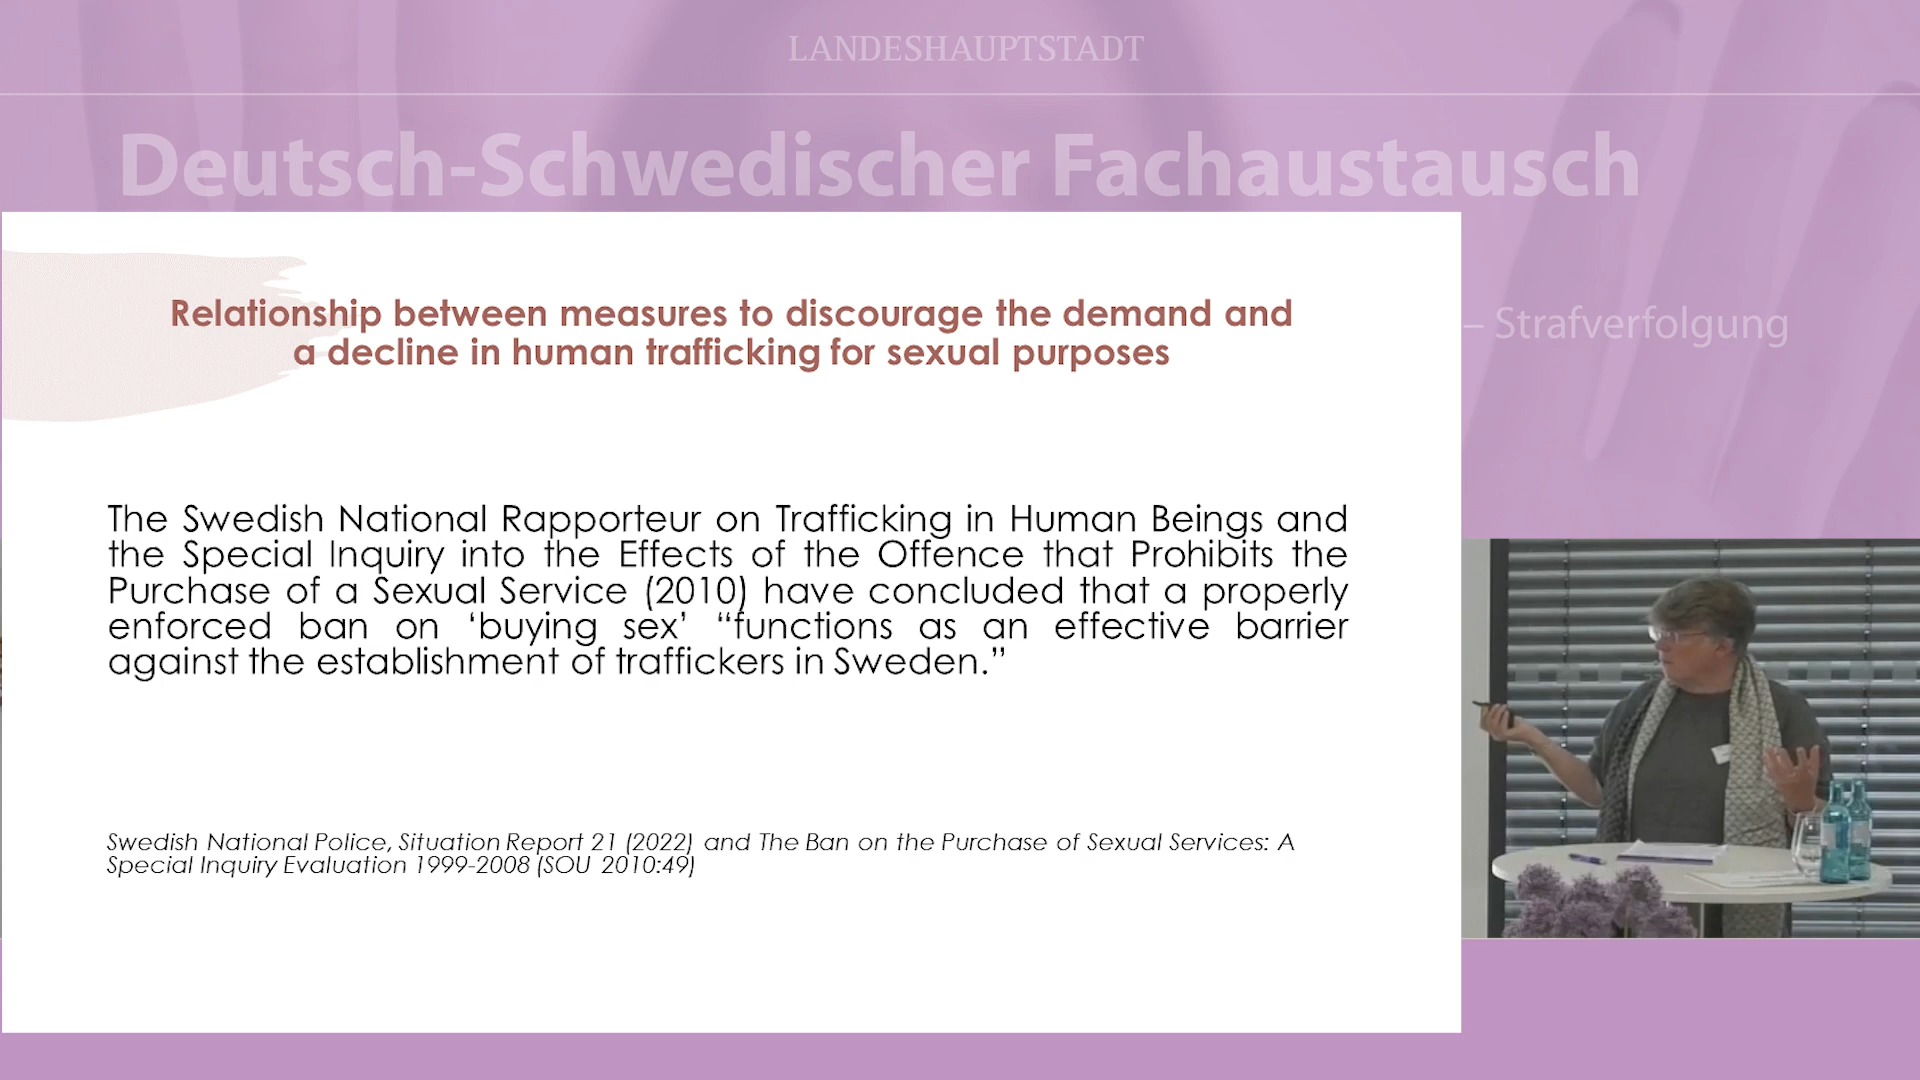 LANDESHAUPTSTADT
Deutsch-Schwedischer Fachaustausch
– Strafverfolgung
Relationship between measures to discourage the demand and
a decline in human trafficking for sexual purposes
The Swedish National Rapporteur on Trafficking in Human Beings and
the Special Inquiry into the Effects of the Offence that Prohibits the
Purchase of a Sexual Service (2010) have concluded that a properly
enforced ban on ‘buying sex’ “functions as an effective barrier
against the establishment of traffickers in Sweden.”
Swedish National Police, Situation Report 21 (2022) and The Ban on the Purchase of Sexual Services: A
Special Inquiry Evaluation 1999-2008 (SOU 2010:49)